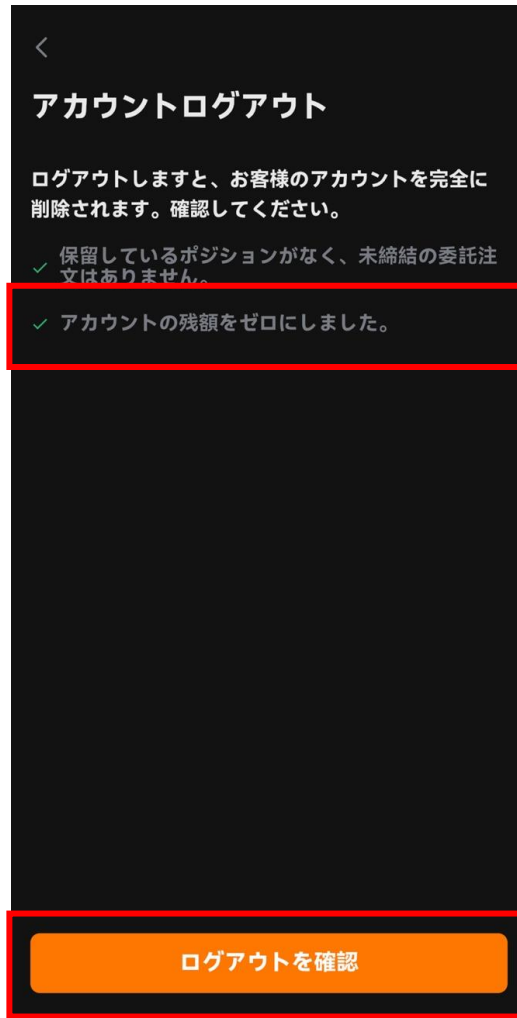 アカウントログアウト
ログアウトしますと、お客様のアカウントを完全に
削除されます。確認してください。
保留しているポジションがなく、未締結の委託注
文はありません。
アカウントの残額をゼロにしました。
ログアウトを確認